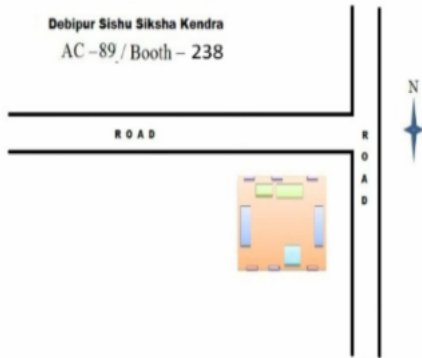 Debipur Sishu Siksha Kendra
AC –89 / Booth – 238
N
ROAD
ROAD